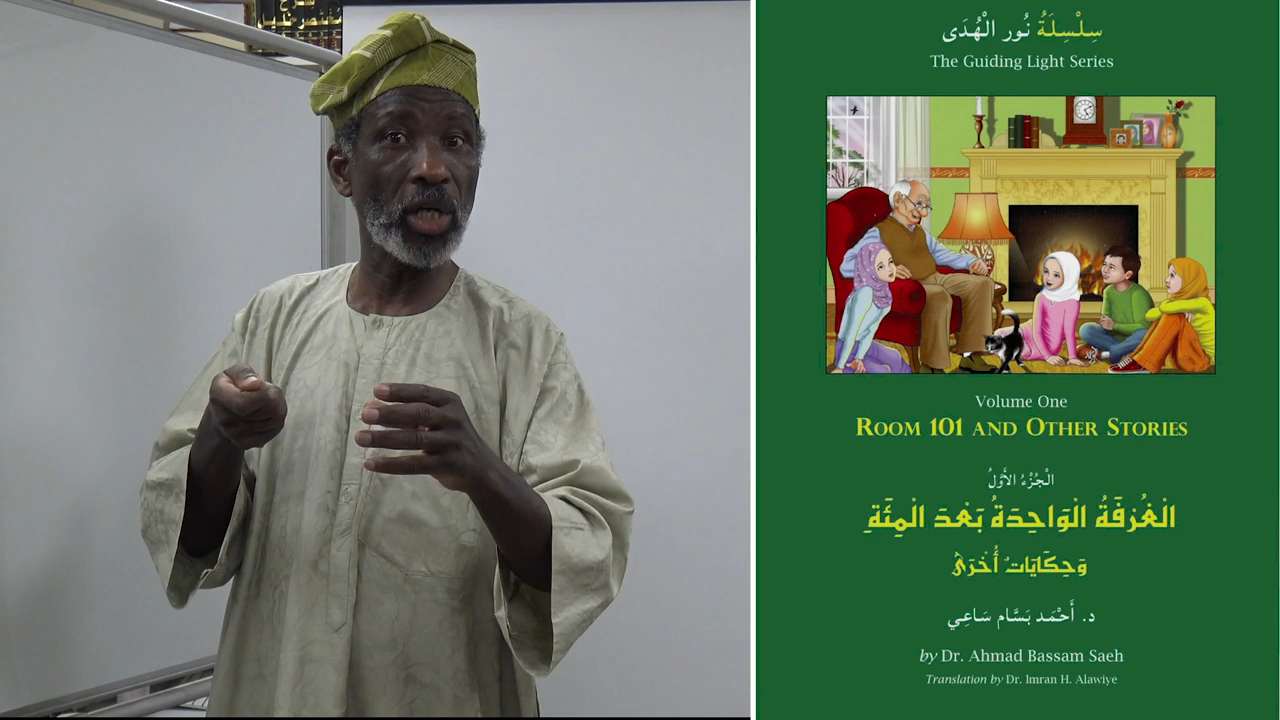 سِلْسِلَةُ نُور الْهُدَى
The Guiding Light Series
Volume One
Room 101 and Other Stories
الْجُزْءُ الأَوَّلُ
الْغُرْفَةُ الْوَاحِدَةُ بَعْدَ الْمِئَةِ
وَحِكَايَاتٌ أُخْرَى
د. أَحْمَد بَسَّام سَاعِي
by Dr. Ahmad Bassam Saeh
Translation by Dr. Imran H. Alawiye